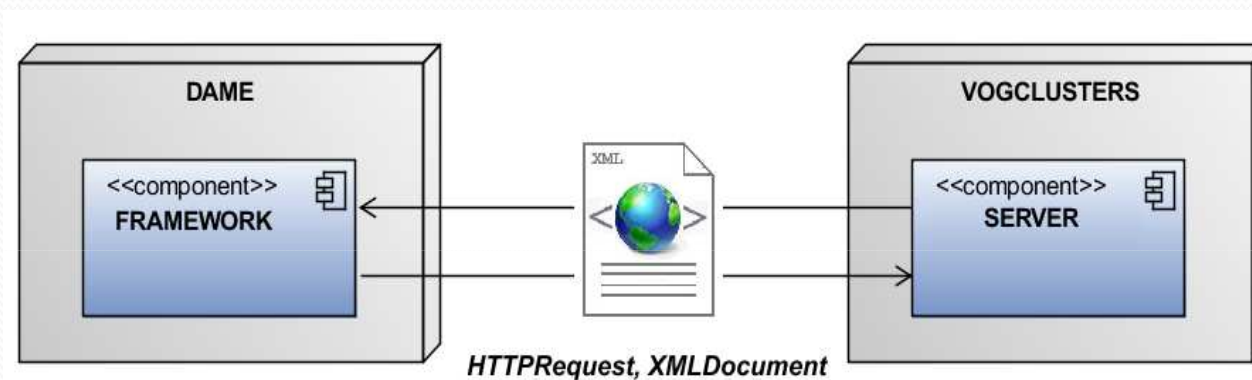 DAME
<<component>>
FRAMEWORK
XML
< >
VOGCLUSTERS
<<component>>
SERVER
HTTPRequest, XMLDocument